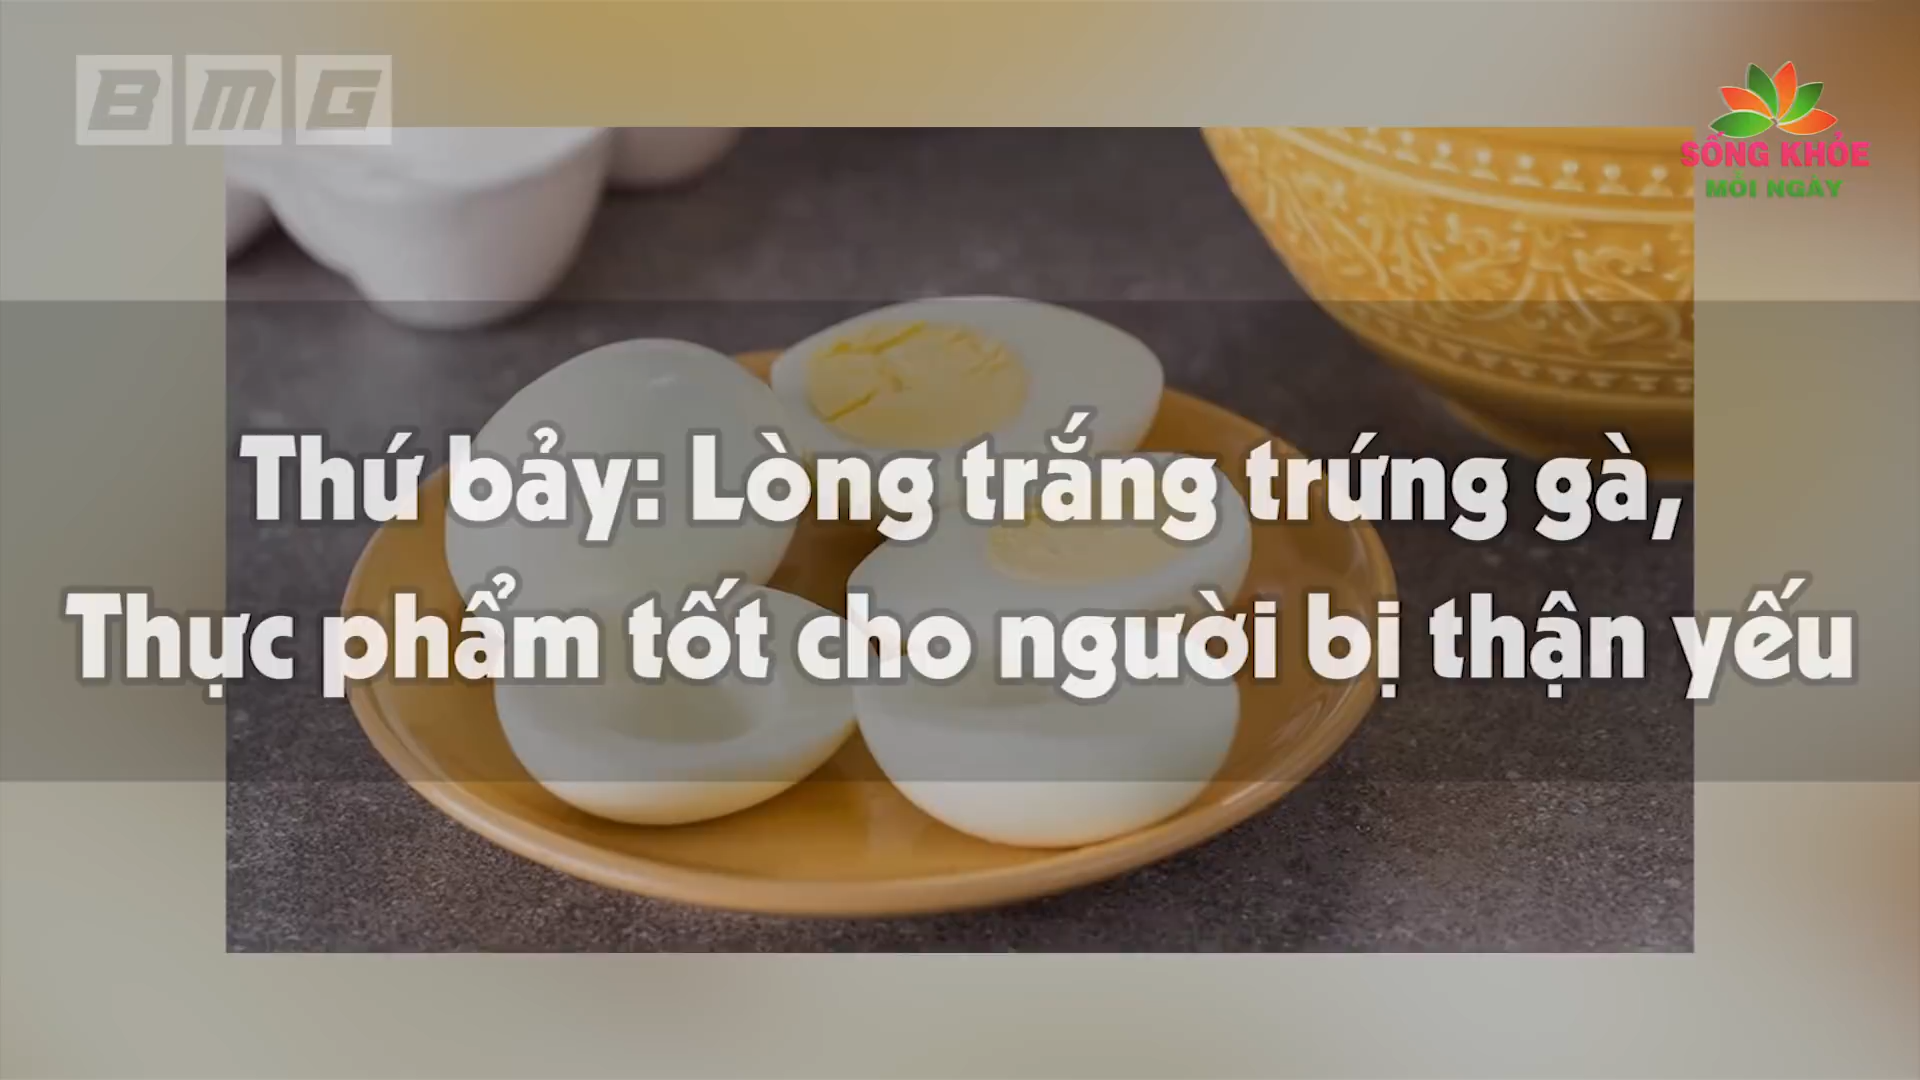 BMG
SỐNG KHỎE
MỖI NGÀY
Thứ bảy: Lòng trắng trứng gà,
Thực phẩm tốt cho người bị thận yếu